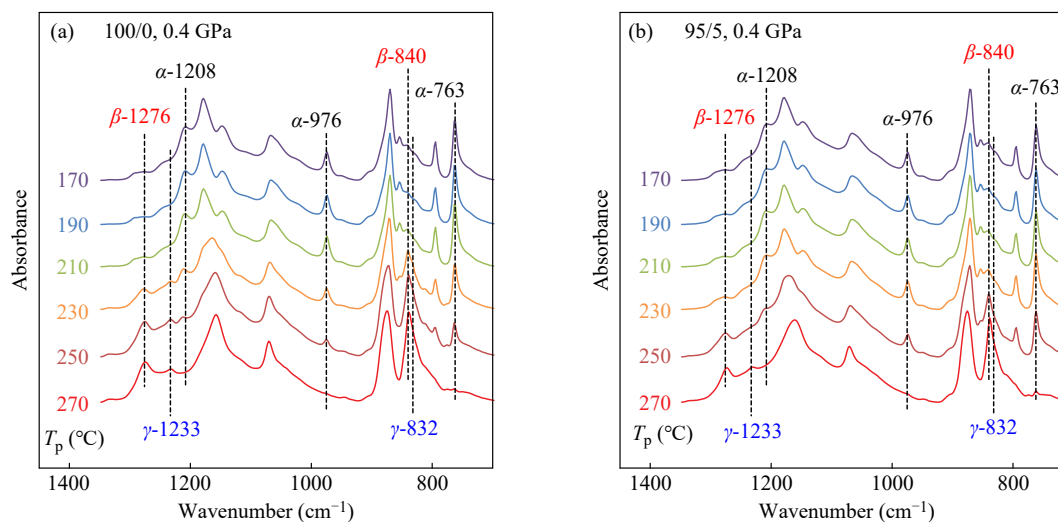 (a) 100/0, 0.4 GPa
β-840
α-1208
α-763
β-1276
α-976
170
190
210
230
250
270
Absorbance
Tp (°C)
γ-1233
γ-832
1400 1200 1000 800
Wavenumber (cm⁻¹)
(b) 95/5, 0.4 GPa
β-840
α-1208
α-763
β-1276
α-976
170
190
210
230
250
270
Absorbance
Tp (°C)
γ-1233
γ-832
1400 1200 1000 800
Wavenumber (cm⁻¹)